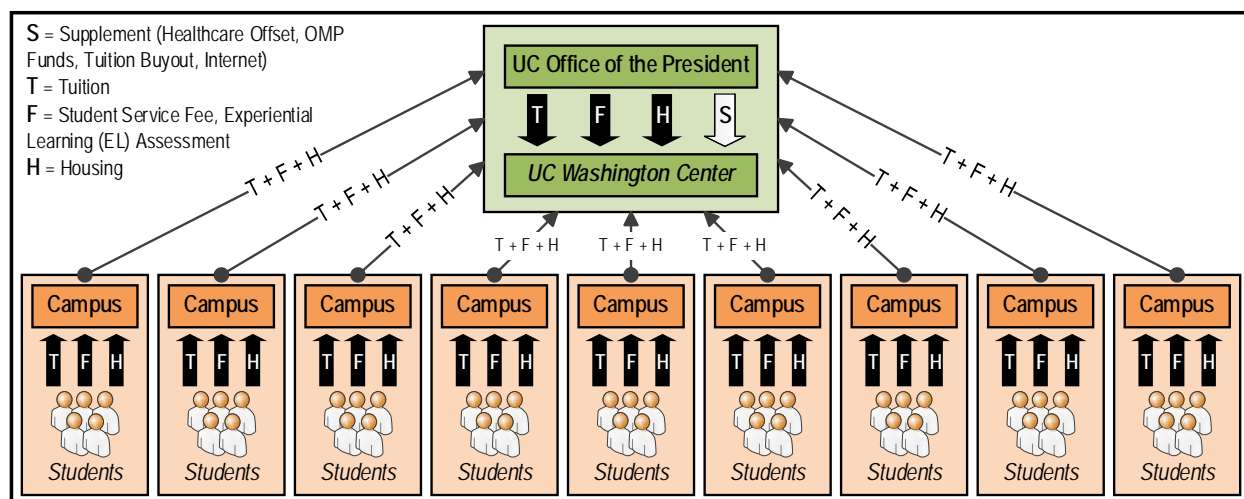 S = Supplement (Healthcare Offset, OMP
Funds, Tuition Buyout, Internet)
T = Tuition
F = Student Service Fee, Experiential
Learning (EL) Assessment
H = Housing
UC Office of the President
T F H S
UC Washington Center
T + F + H T + F + H T + F + H T + F + H T + F + H T + F + H T + F + H T + F + H T + F + H
Campus Campus Campus Campus Campus Campus Campus Campus Campus
T F H T F H T F H T F H T F H T F H T F H T F H T F H
Students Students Students Students Students Students Students Students Students